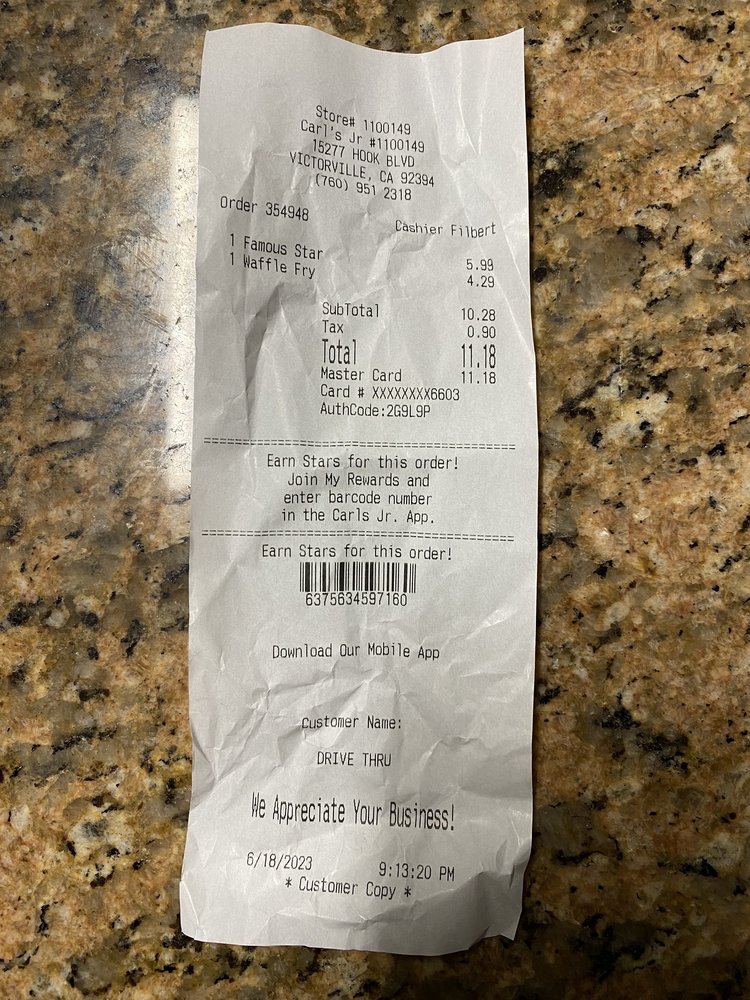 Store# 1100149
Carl's Jr #1100149
15277 HOOK BLVD
VICTORVILLE, CA 92394
(760) 951 2318
Order 354948 Cashier Filbert
1 Famous Star 5.99
1 Waffle Fry 4.29
SubTotal 10.28
Tax 0.90
Total 11.18
Master Card 11.18
Card # XXXXXXXX6603
AuthCode:2G9L9P
Earn Stars for this order!
Join My Rewards and
enter barcode number
in the Carls Jr. App.
Earn Stars for this order!
6375634597160
Download Our Mobile App
Customer Name:
DRIVE THRU
We Appreciate Your Business!
6/18/2023 9:13:20 PM
* Customer Copy *